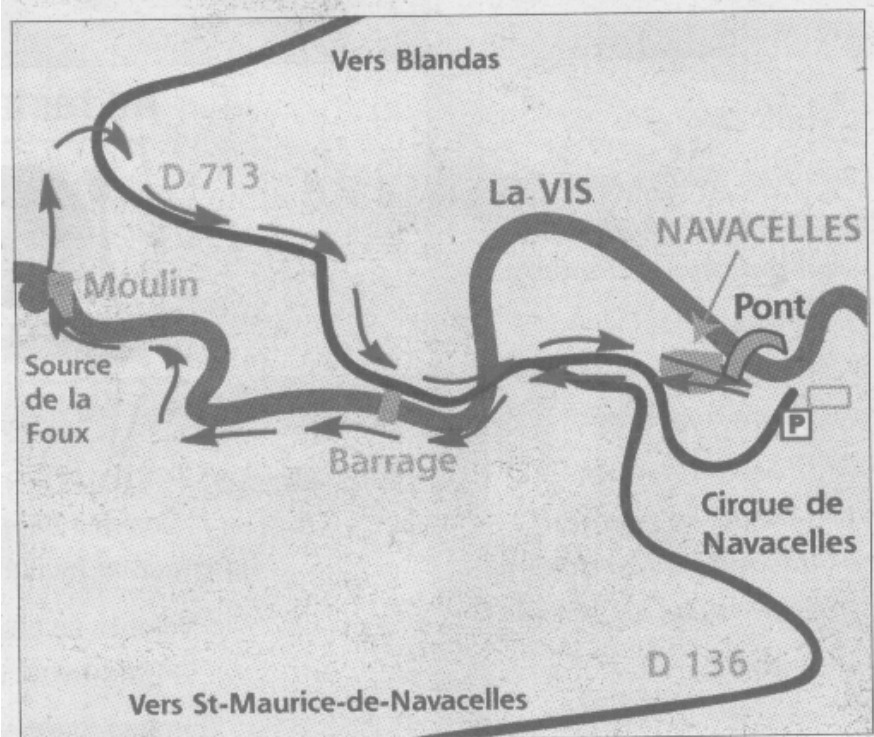 Vers Blandas
D 713
La VIS
NAVACELLES
Moulin
Pont
Source
de la
Foux
P
Barrage
Cirque de
Navacelles
D 136
Vers St-Maurice-de-Navacelles